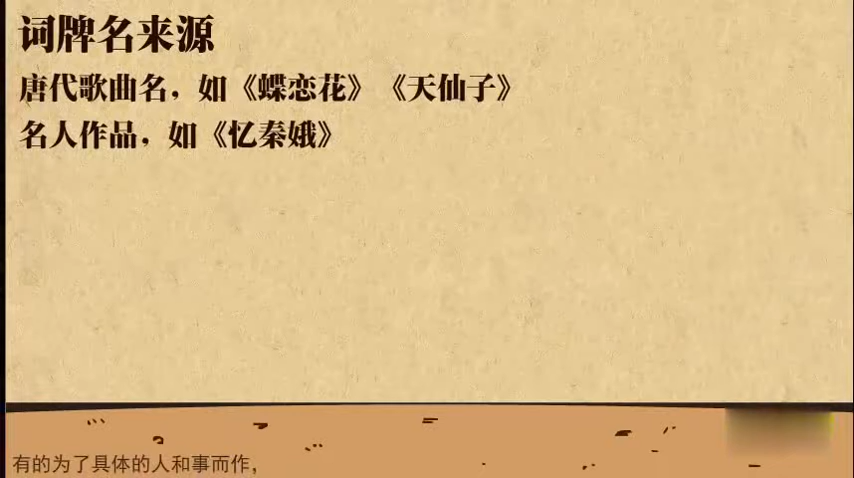 词牌名来源
唐代歌曲名，如《蝶恋花》《天仙子》
名人作品，如《忆秦娥》
有的为了具体的人和事而作，